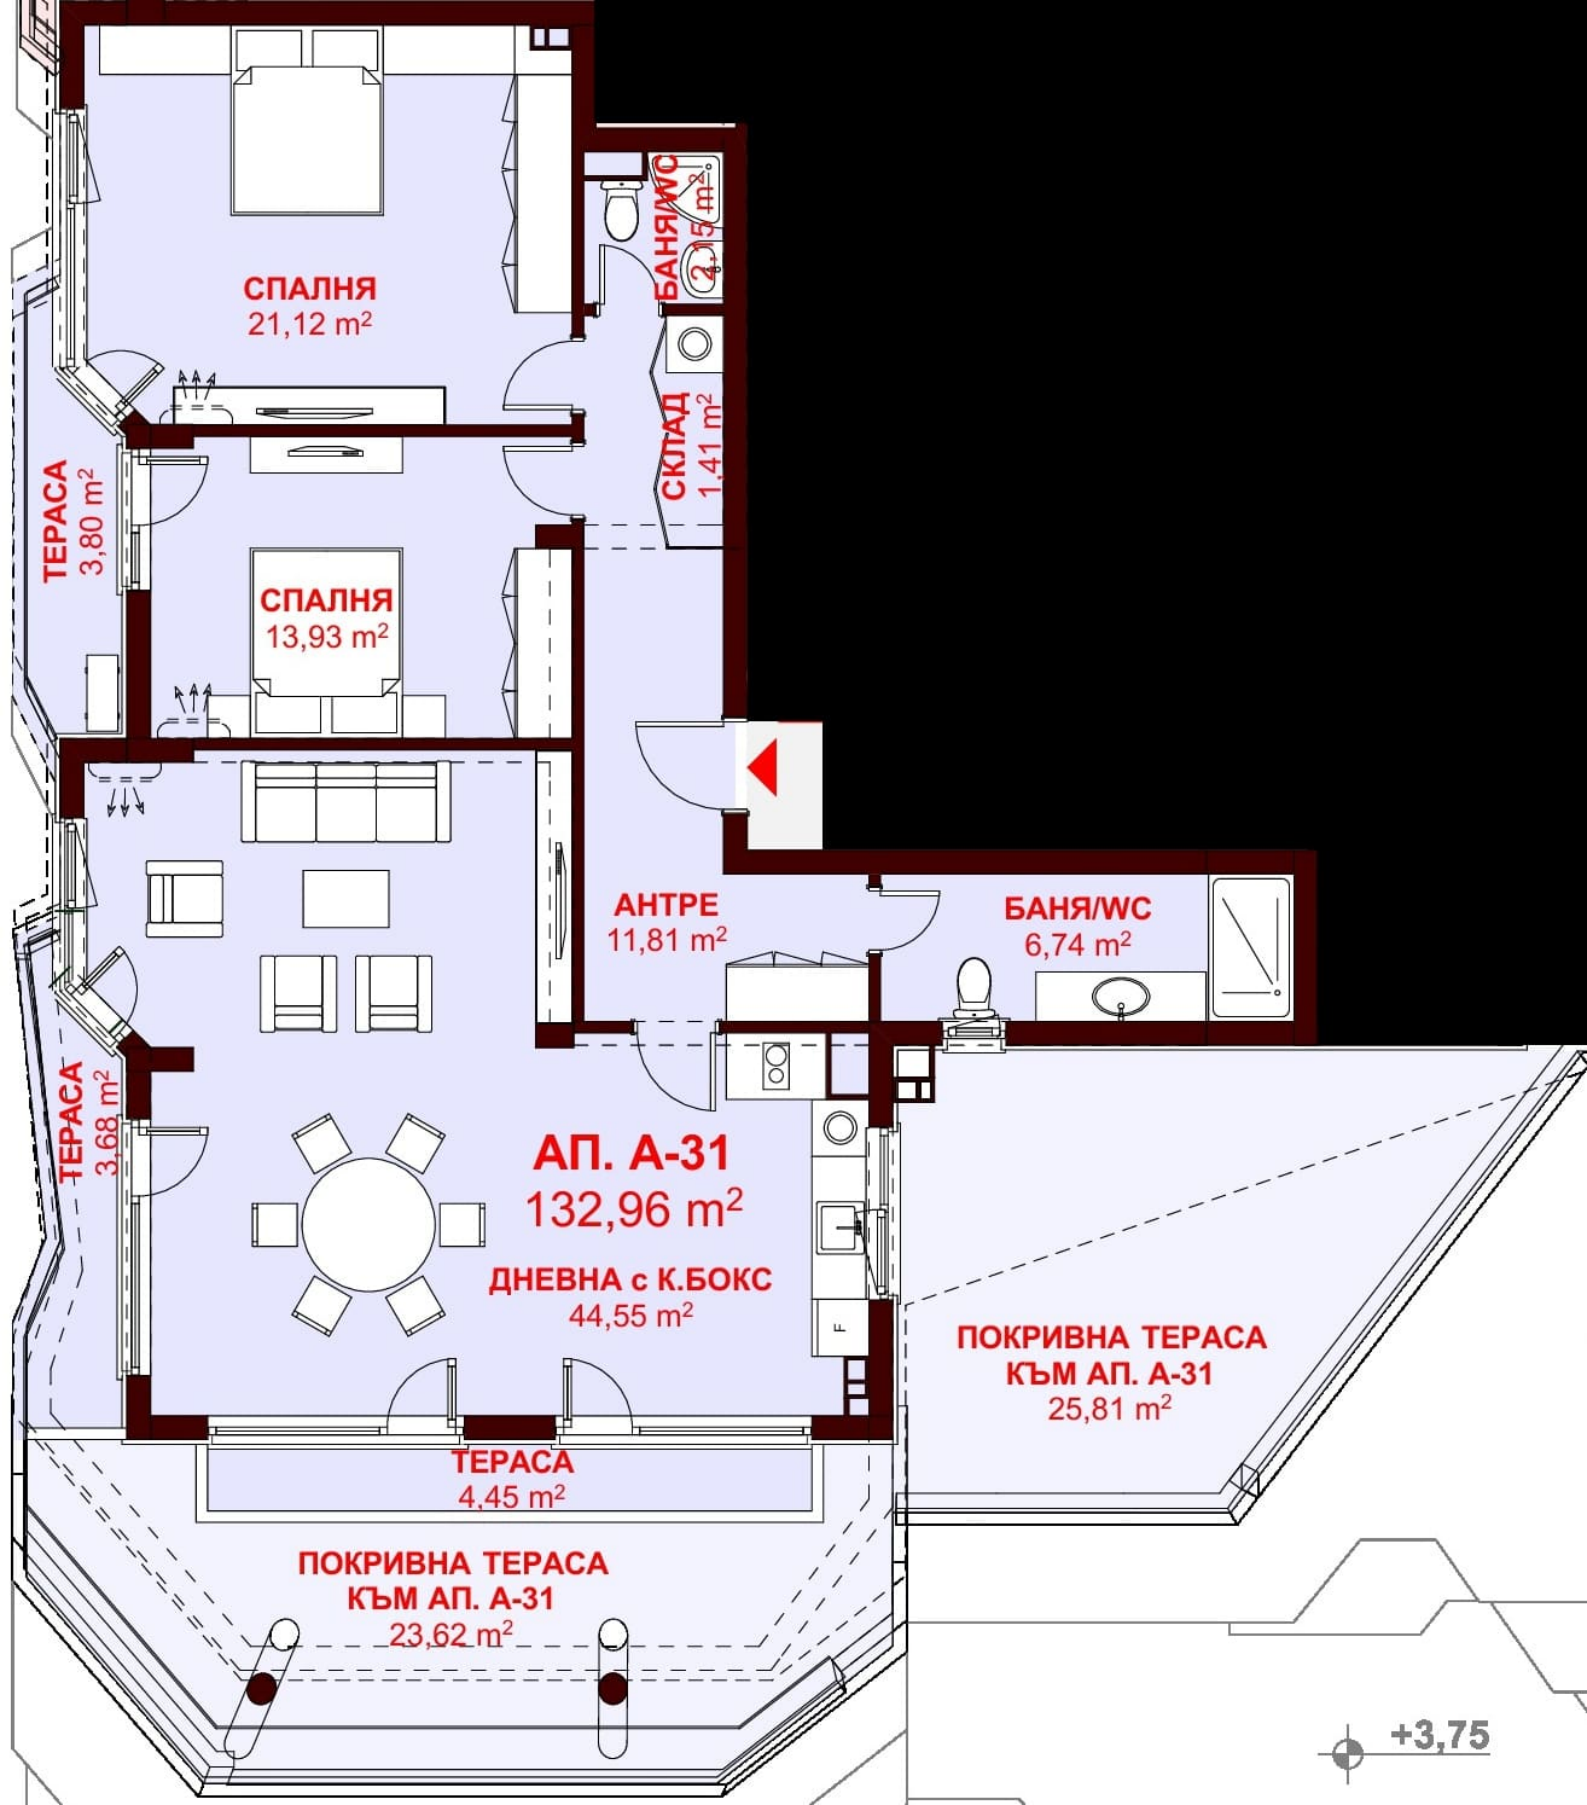 СПАЛНЯ
21,12 m²
БАНЯ/WC
2,15 m²
СКЛАД
1,41 m²
ТЕРАСА
3,80 m²
СПАЛНЯ
13,93 m²
АНТРЕ
11,81 m²
БАНЯ/WC
6,74 m²
ТЕРАСА
3,68 m²
АП. А-31
132,96 m²
ДНЕВНА с К.БОКС
44,55 m²
F
ПОКРИВНА ТЕРАСА
КЪМ АП. А-31
25,81 m²
ТЕРАСА
4,45 m²
ПОКРИВНА ТЕРАСА
КЪМ АП. А-31
23,62 m²
+3,75